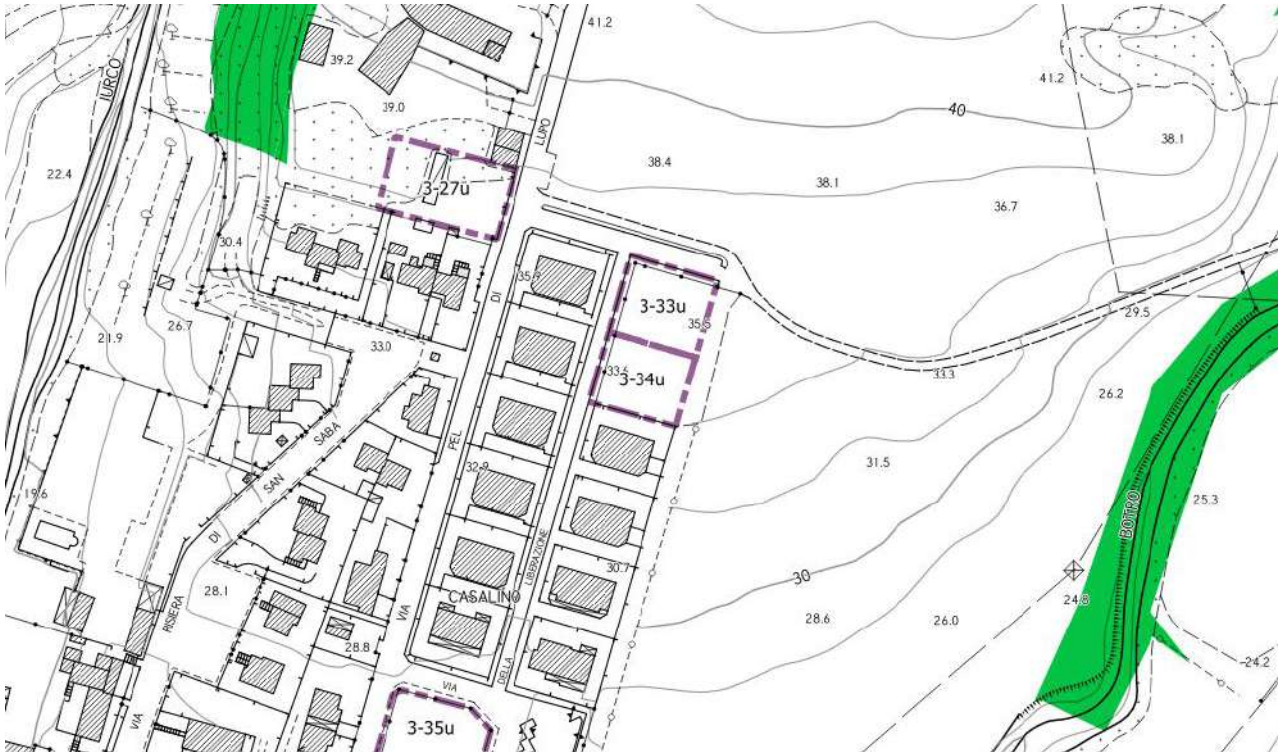 41.2
IURCO
39.2
LUPO
41.2
39.0
40
38.1
38.4
38.1
22.4
3-27u
36.7
30.4
35.9
DI
3-33u
35.5
29.5
26.7
21.9
33.0
33.4
3-34u
33.3
26.2
SABA
PEL
SAN
32.9
31.5
19.6
25.3
BOTRO
DI
LIBERAZIONE
30.7
30
28.1
CASALINO
24.8
RISIERA
VIA
28.6
26.0
28.8
24.2
DELLA
VIA
VIA
3-35u